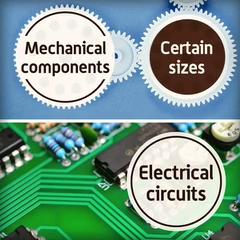 Mechanical
components
Certain
sizes
Electrical
circuits